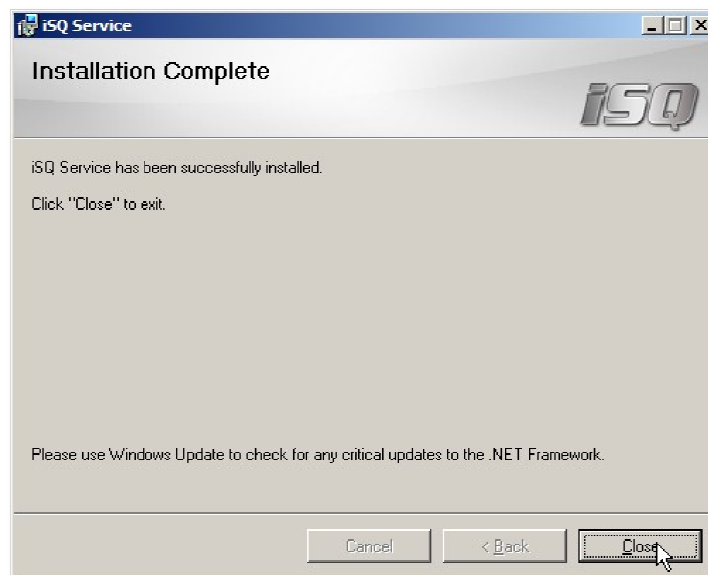 iSQ Service
Installation Complete
iSQ
iSQ Service has been successfully installed.
Click "Close" to exit.
Please use Windows Update to check for any critical updates to the .NET Framework.
Cancel
< Back
Close